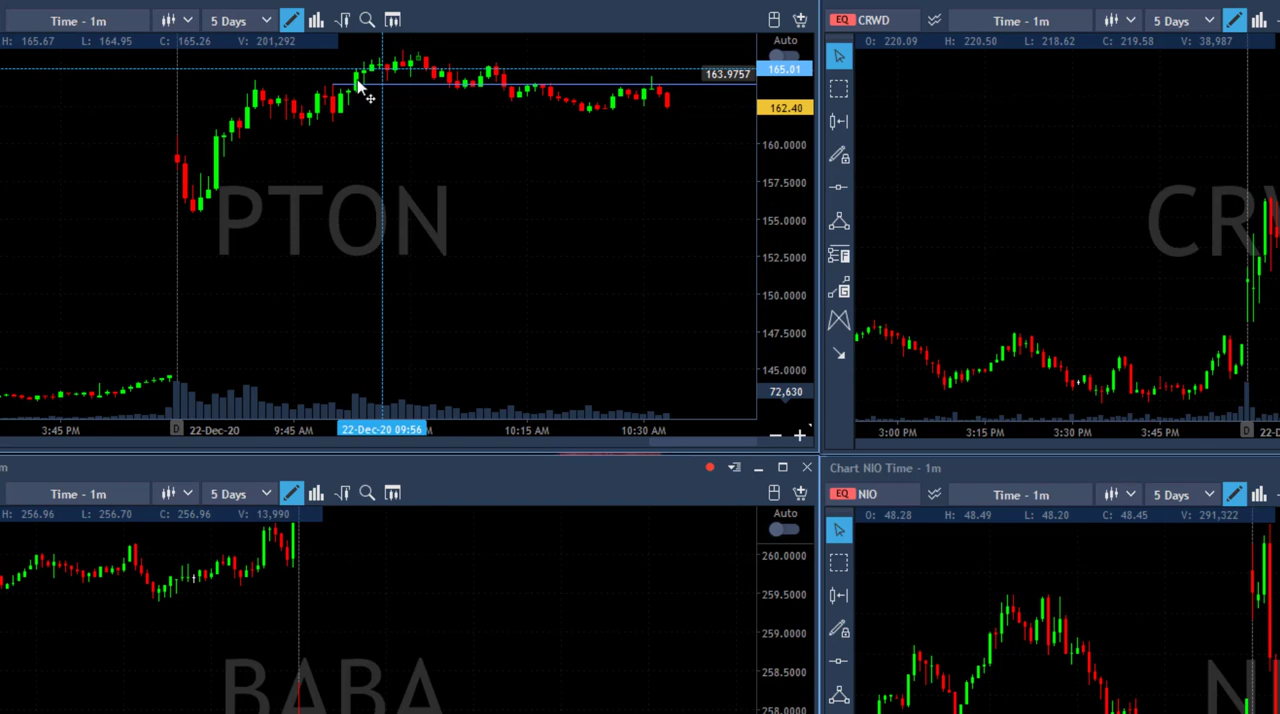 Time - 1m 5 Days
H: 165.67 L: 164.95 C: 165.26 V: 201,292
Auto
165.01
163.9757
162.40
160.0000
157.5000
155.0000
152.5000
150.0000
147.5000
145.0000
72,630
PTON
3:45 PM D 22-Dec-20 9:45 AM 22-Dec-20 09:56 10:15 AM 10:30 AM
EQ CRWD Time - 1m 5 Days
O: 220.09 H: 220.50 L: 218.62 C: 219.58 V: 38,987
F
G
3:00 PM 3:15 PM 3:30 PM 3:45 PM D
m
Time - 1m 5 Days
H: 256.96 L: 256.70 C: 256.96 V: 13,990
Auto
260.0000
259.5000
259.0000
258.5000
258.0000
BABA
Chart NIO Time - 1m
EQ NIO Time - 1m 5 Days
O: 48.28 H: 48.49 L: 48.20 C: 48.45 V: 291,322